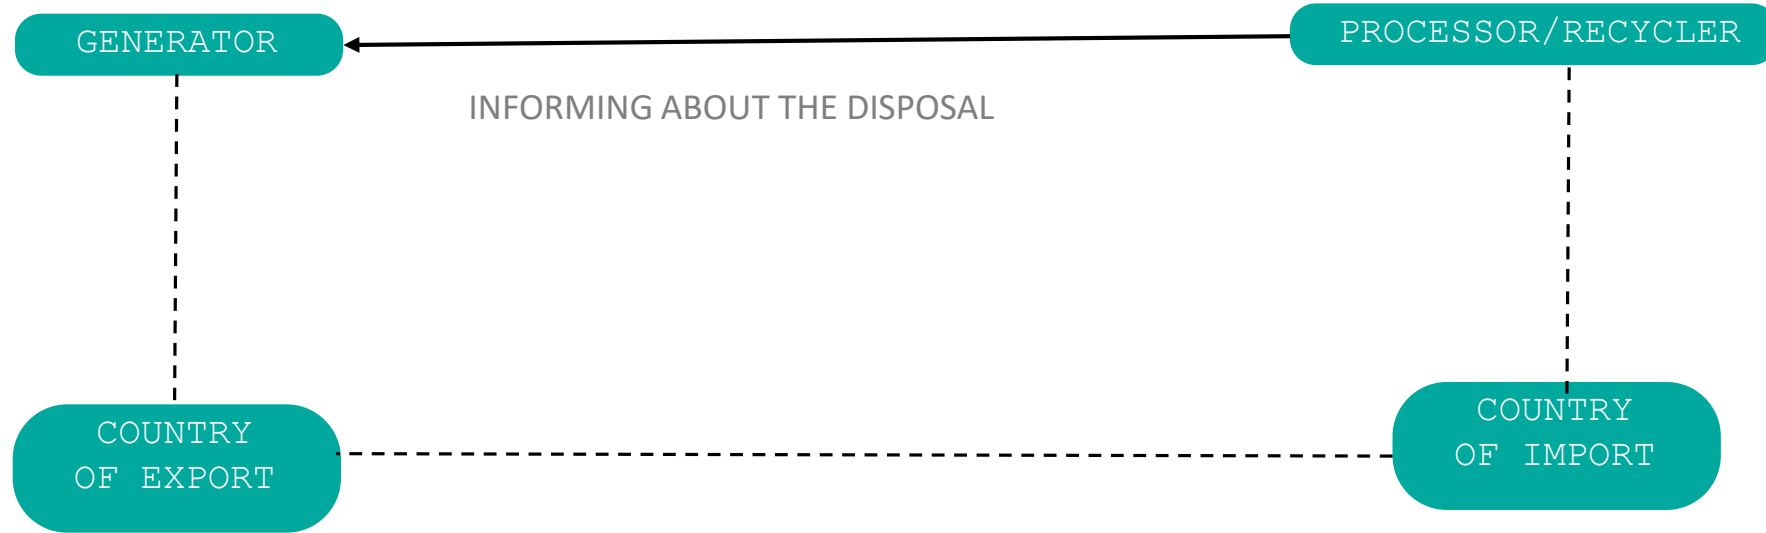 GENERATOR
PROCESSOR/RECYCLER
INFORMING ABOUT THE DISPOSAL
COUNTRY
OF EXPORT
COUNTRY
OF IMPORT